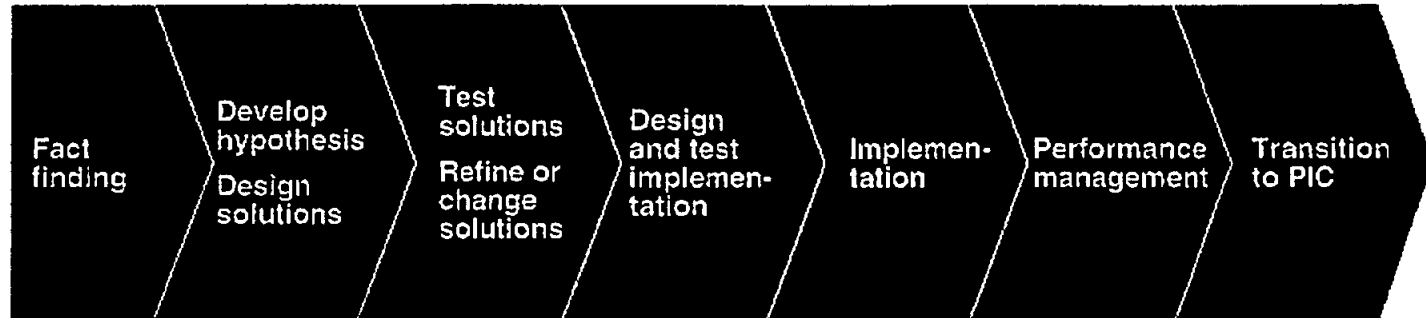 Fact
finding
Develop
hypothesis
Design
solutions
Test
solutions
Refine or
change
solutions
Design
and test
implemen-
tation
Implemen-
tation
Performance
management
Transition
to PIC